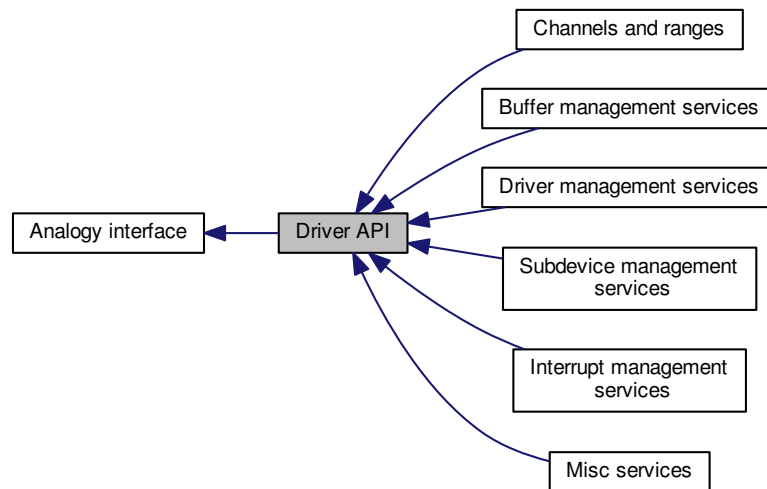 Channels and ranges
Buffer management services
Driver management services
Analogy interface
Driver API
Subdevice management
services
Interrupt management
services
Misc services